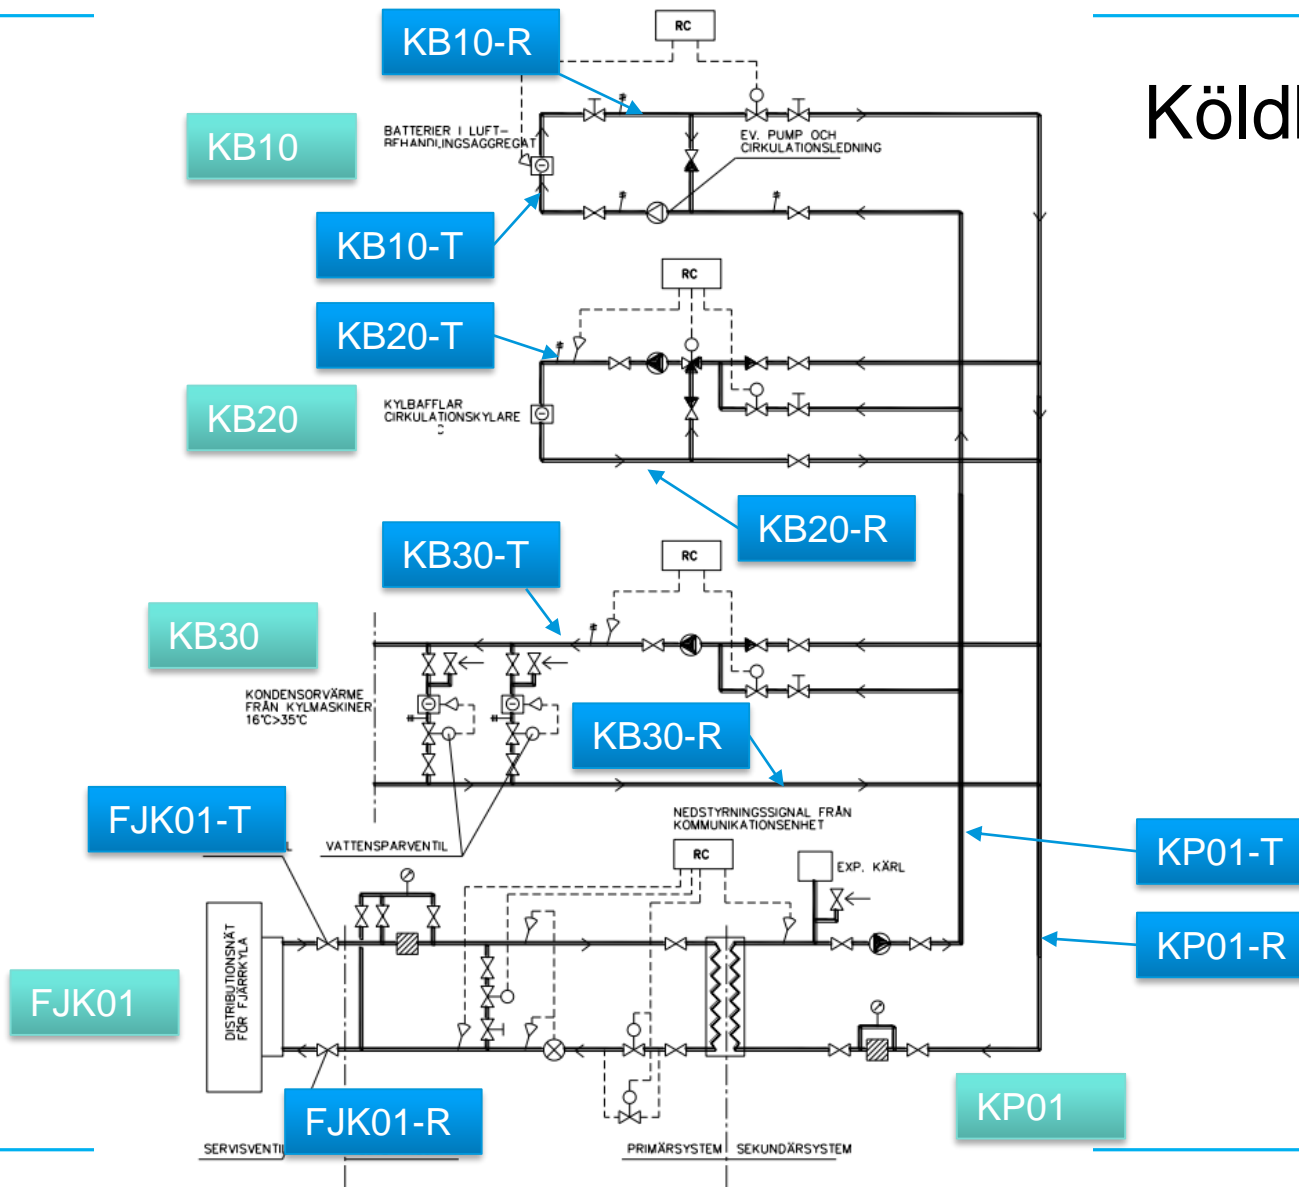 RC
KB10-R
Köldl
KB10
BATTERIER I LUFT-
BEHANDLINGSAGGREGAT
EV. PUMP OCH
CIRKULATIONSLEDNING
KB10-T
RC
KB20-T
KB20
KYLBAFFLAR
CIRKULATIONSKYLARE
KB20-R
KB30-T
RC
KB30
KONDENSORVÄRME
FRÅN KYLMASKINER
16°C>35°C
KB30-R
FJK01-T
L
VATTENSPARVENTIL
NEDSTYRNINGSSIGNAL FRÅN
KOMMUNIKATIONSENHET
RC
EXP. KÄRL
KP01-T
KP01-R
DISTRIBUTIONSNÄT
FÖR FJÄRRKYLA
FJK01
FJK01-R
KP01
SERVISVENTI
PRIMÄRSYSTEM
SEKUNDÄRSYSTEM